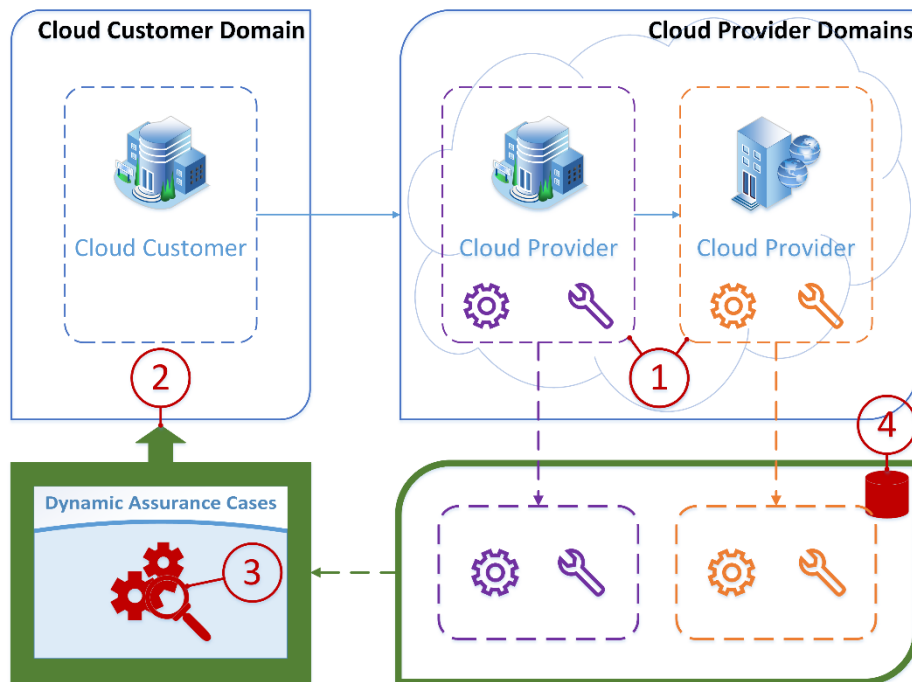 Cloud Customer Domain
Cloud Provider Domains
Cloud Customer
Cloud Provider
Cloud Provider
1
2
4
Dynamic Assurance Cases
3